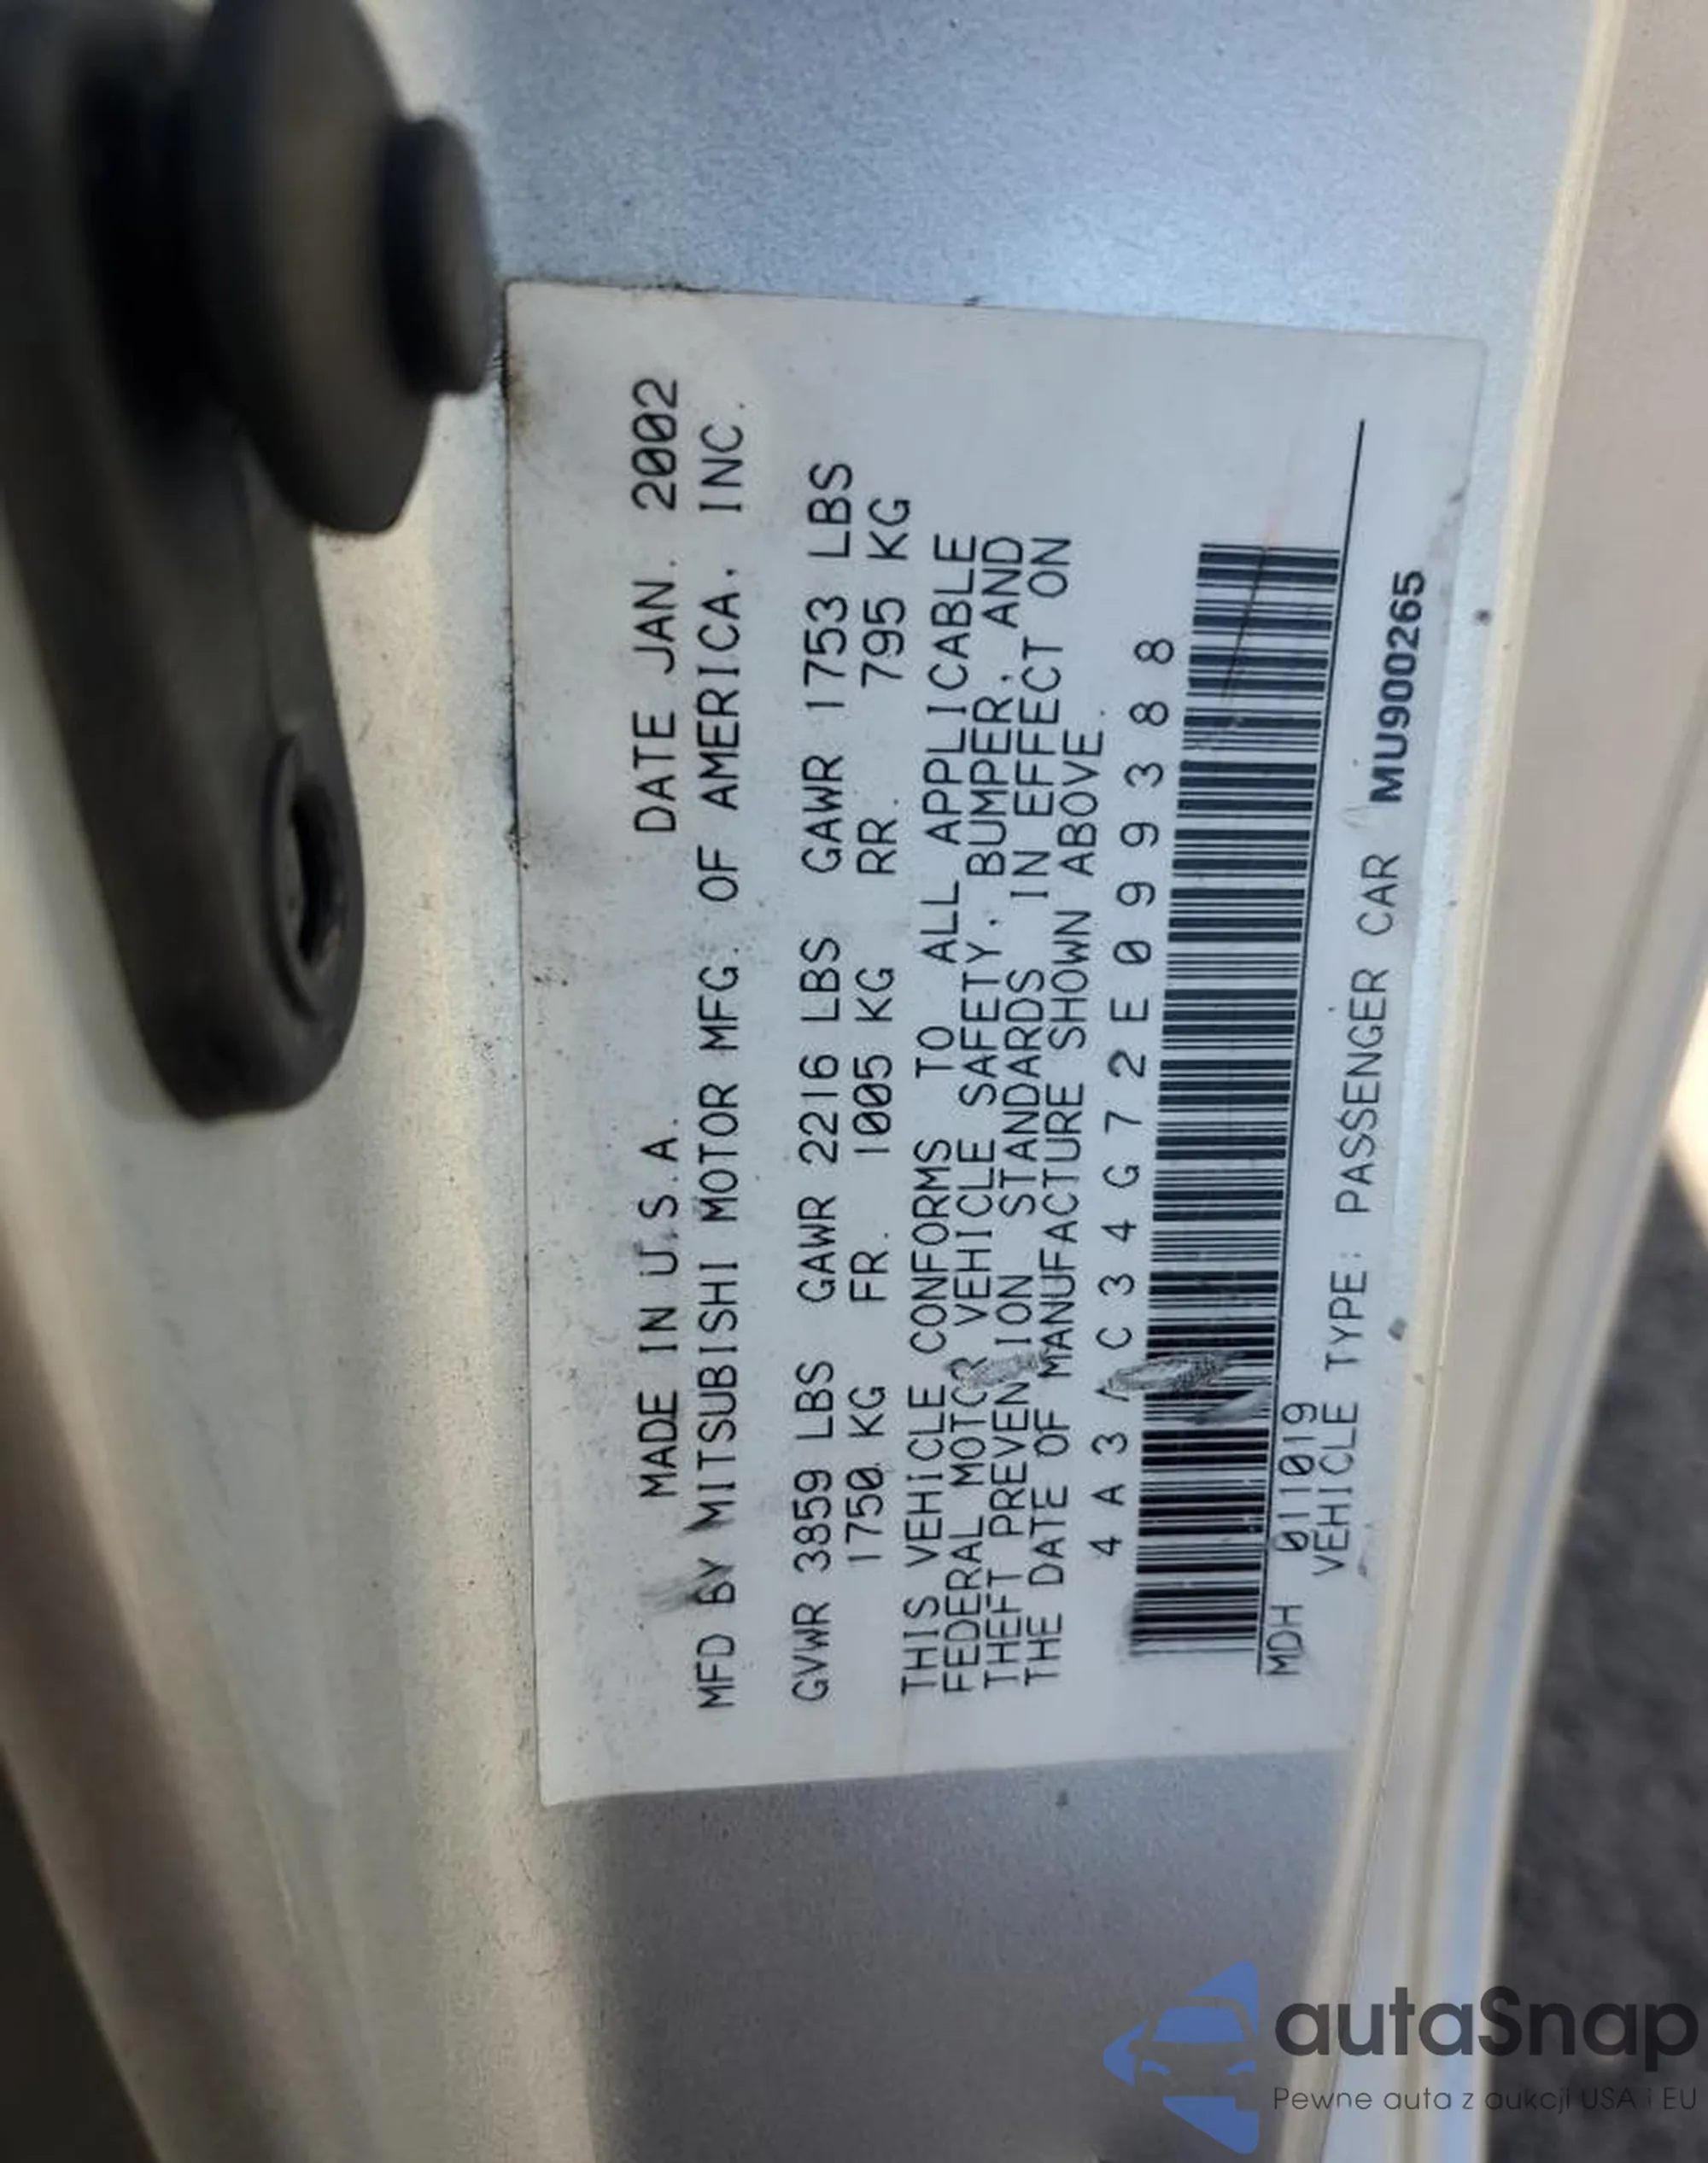 MADE IN U.S.A. DATE JAN. 2002
MFD BY MITSUBISHI MOTOR MFG. OF AMERICA, INC.
GVWR 3859 LBS GAWR 2216 LBS GAWR 1753 LBS
1750 KG FR. 1005 KG RR. 795 KG
THIS VEHICLE CONFORMS TO ALL APPLICABLE
FEDERAL MOTOR VEHICLE SAFETY, BUMPER, AND
THEFT PREVENTION STANDARDS IN EFFECT ON
THE DATE OF MANUFACTURE SHOWN ABOVE.
4A3AC34G72E099388
MDH 011019
VEHICLE TYPE: PASSENGER CAR MU900265
autaSnap
Pewne auta z aukcji USA i EU